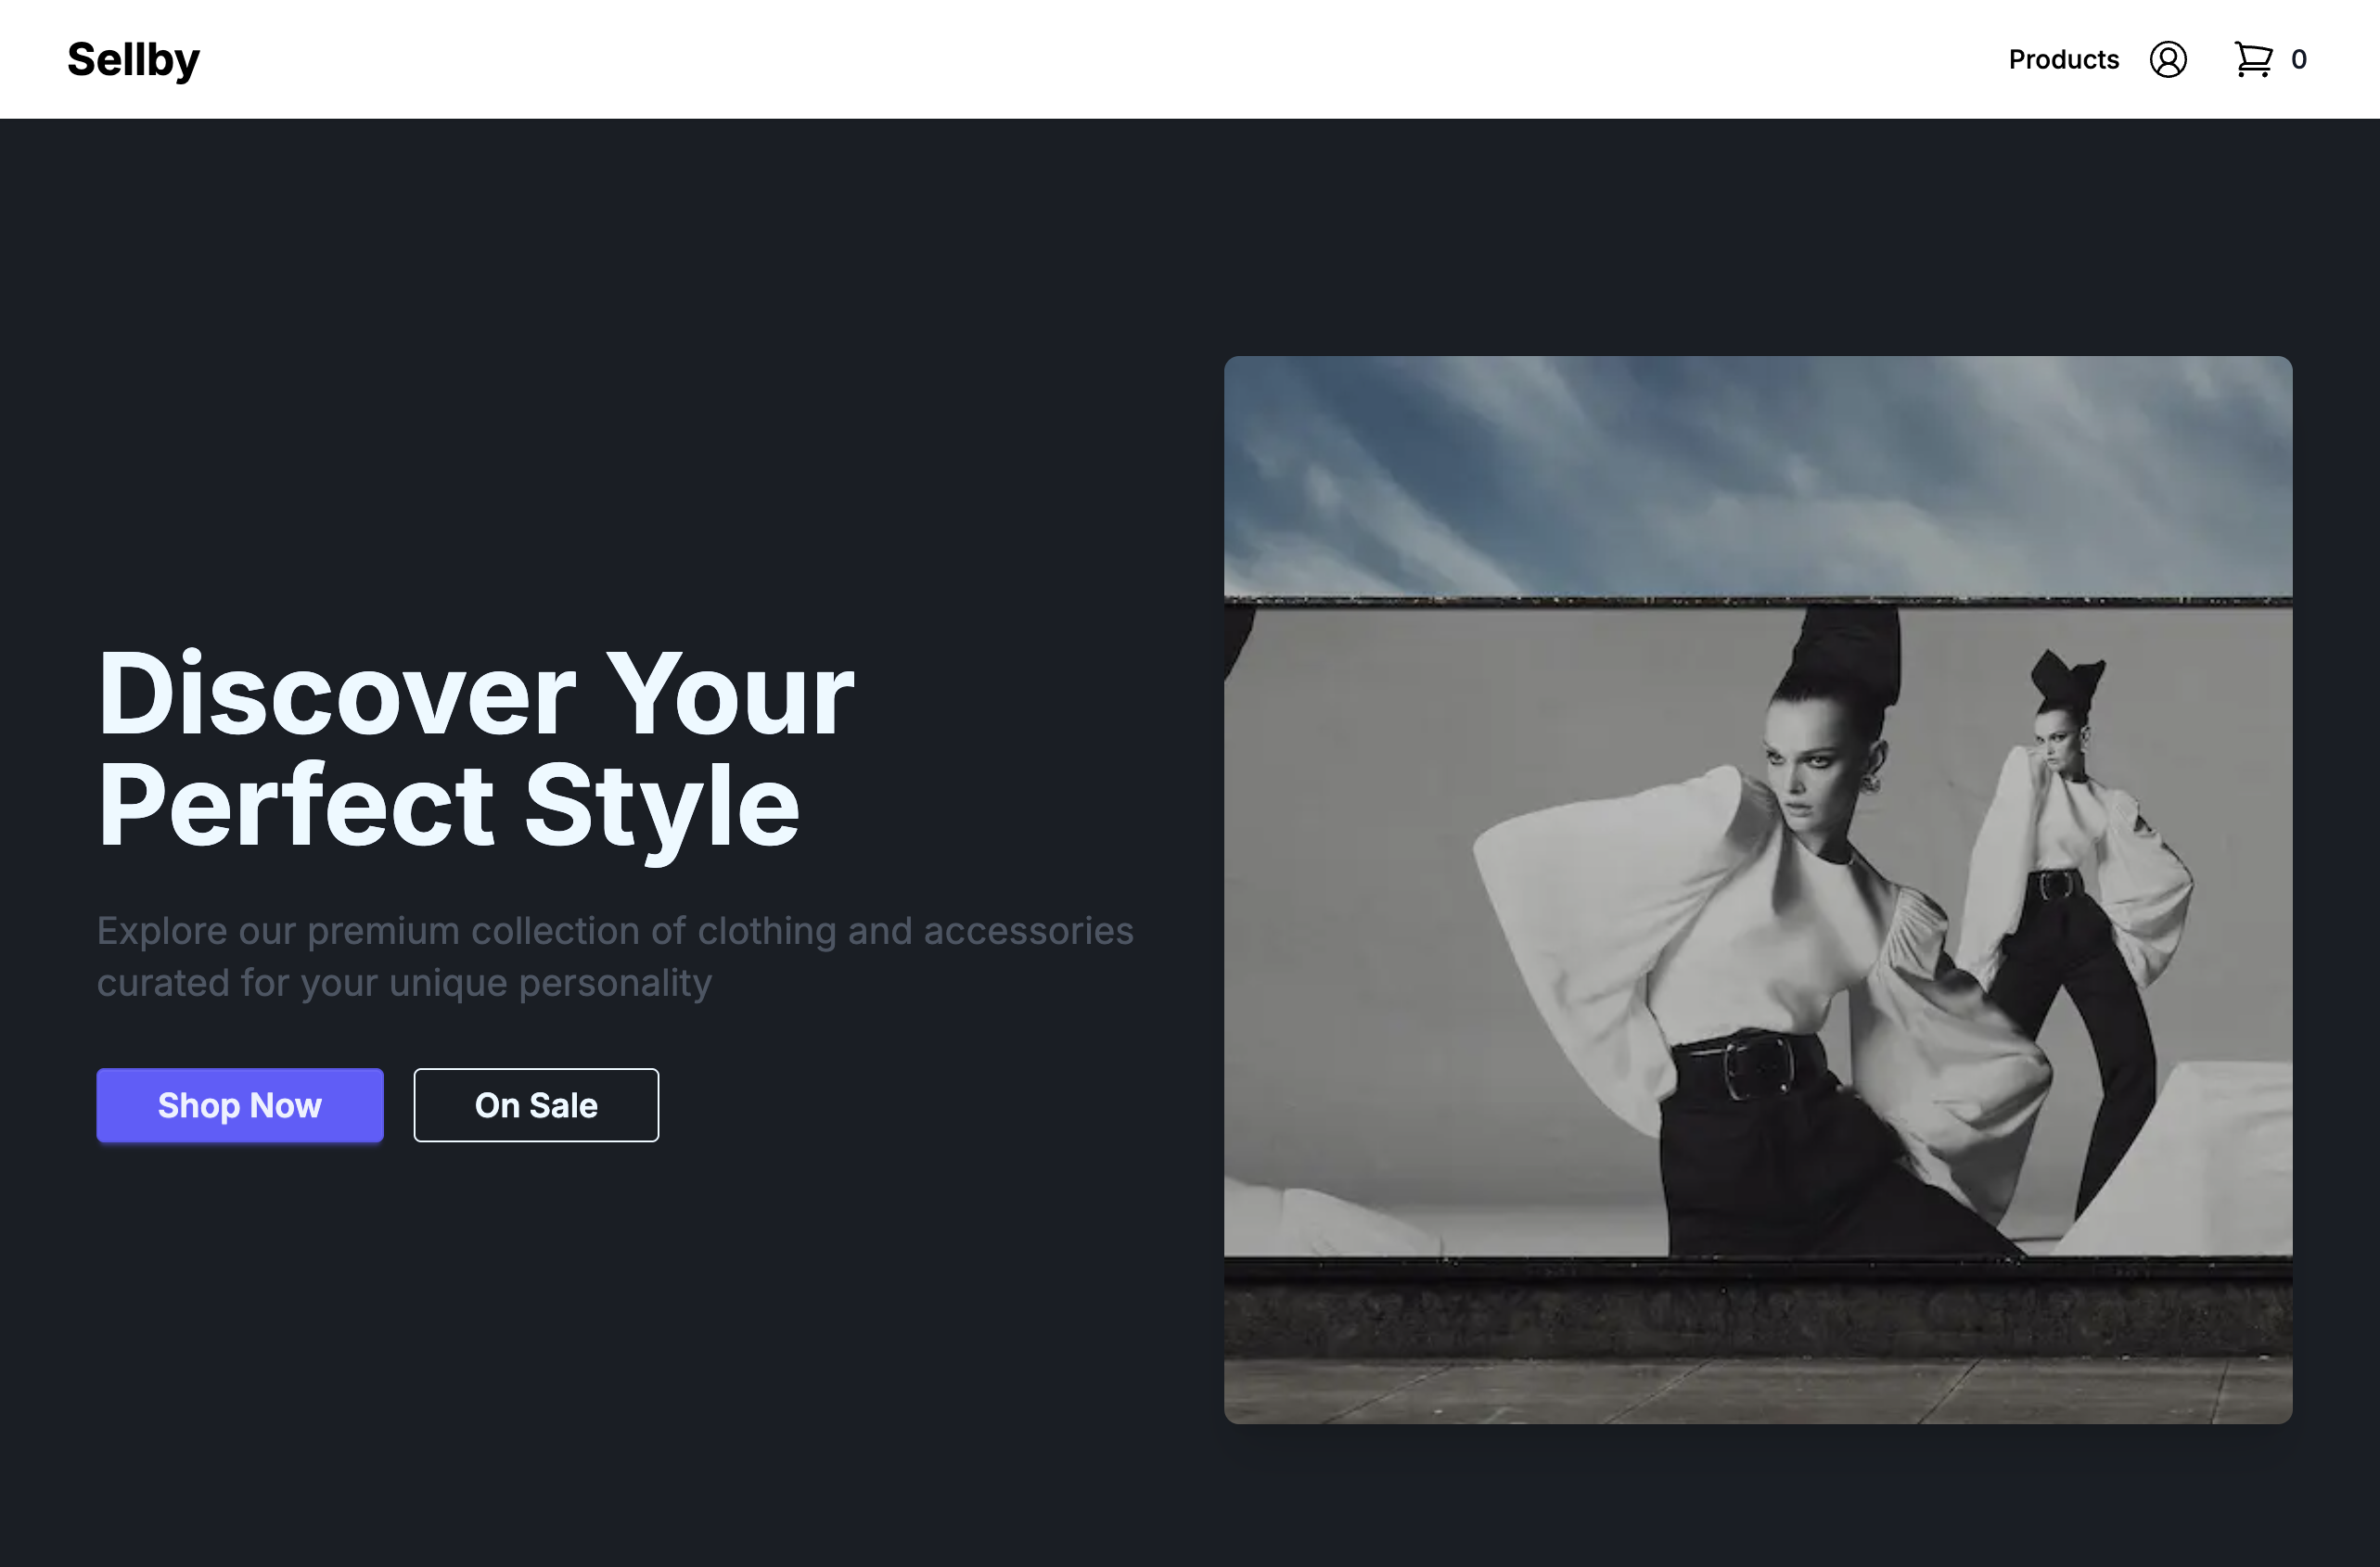 Sellby
Products
0
Discover Your
Perfect Style
Explore our premium collection of clothing and accessories
curated for your unique personality
Shop Now
On Sale